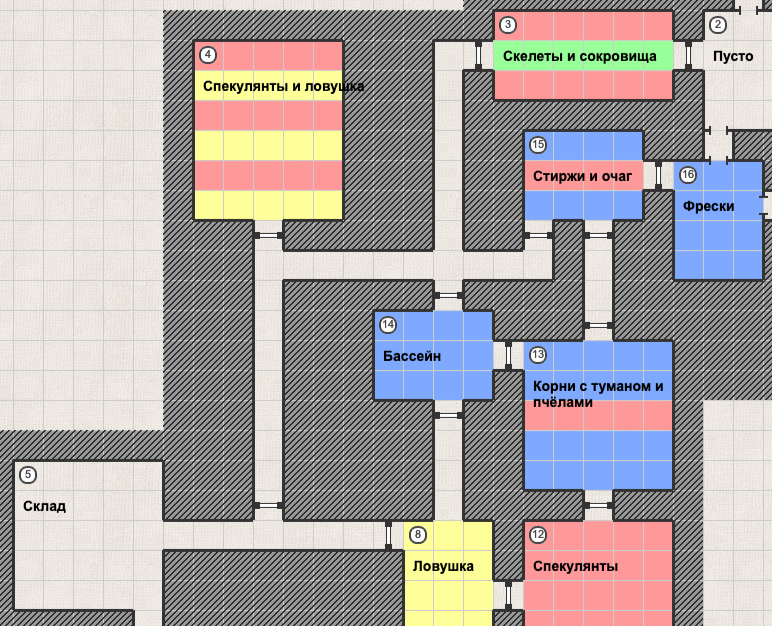 3
Скелеты и сокровища
2
Пусто
4
Спекулянты и ловушка
15
Стиржи и очаг
16
Фрески
14
Бассейн
13
Корни с туманом и
пчёлами
5
Склад
8
Ловушка
12
Спекулянты